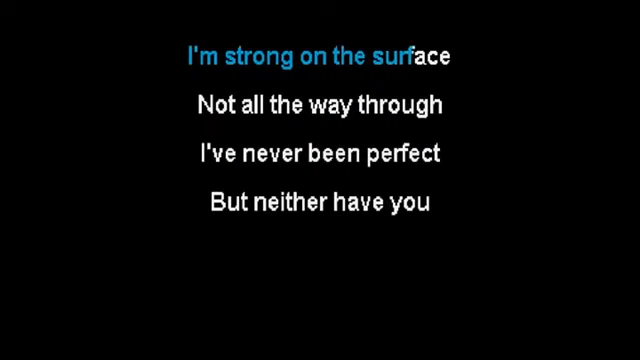 I'm strong on the surface
Not all the way through
I've never been perfect
But neither have you